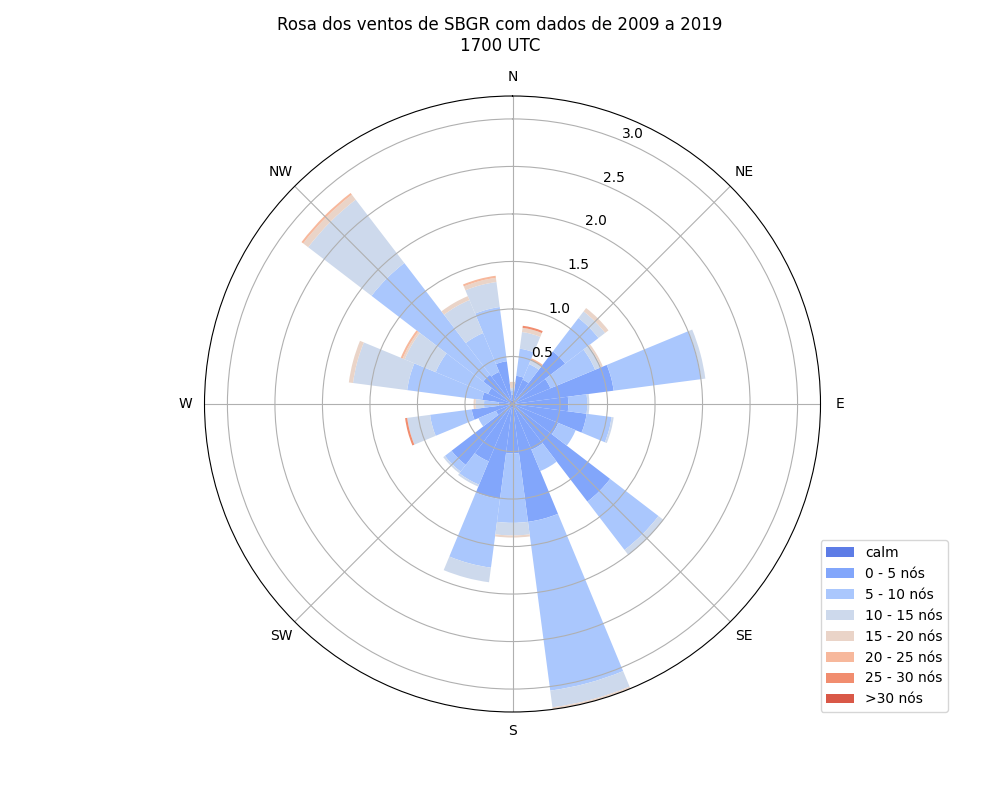 Rosa dos ventos de SBGR com dados de 2009 a 2019
1700 UTC
N
NE
E
SE
S
SW
W
NW
3.0
2.5
2.0
1.5
1.0
0.5
calm
0 - 5 nós
5 - 10 nós
10 - 15 nós
15 - 20 nós
20 - 25 nós
25 - 30 nós
>30 nós